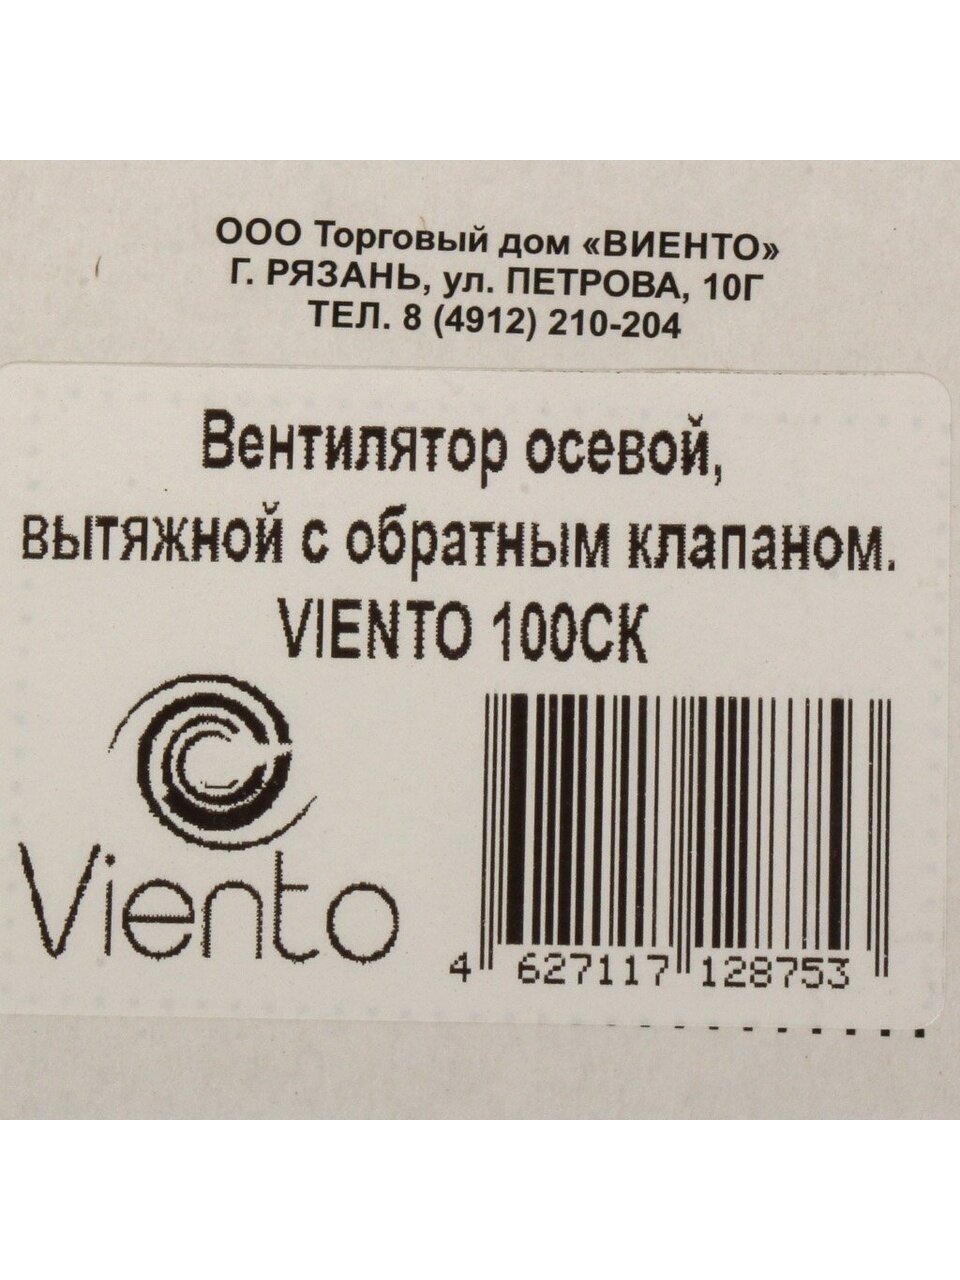 ООО Торговый дом «ВИЕНТО»
Г. РЯЗАНЬ, ул. ПЕТРОВА, 10Г
ТЕЛ. 8 (4912) 210-204
Вентилятор осевой,
вытяжной с обратным клапаном.
VIENTO 100СК
Viento
4 627117 128753